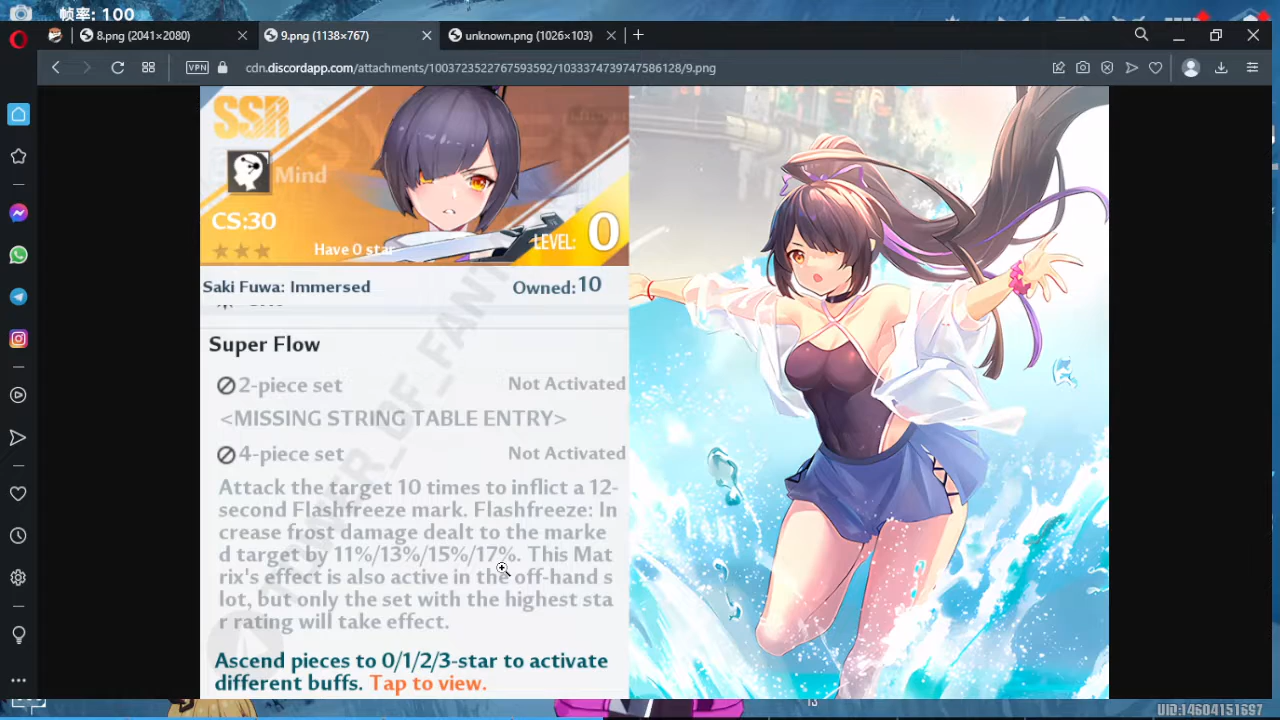 帧率: 100
8.png (2041×2080)
9.png (1138×767)
unknown.png (1026×103)
VPN
cdn.discordapp.com/attachments/1003723522767593592/1033374739747586128/9.png
SSR
Mind
CS:30
Have 0 star
LEVEL: 0
Saki Fuwa: Immersed
Owned:10
Super Flow
2-piece set
Not Activated
<MISSING STRING TABLE ENTRY>
4-piece set
Not Activated
Attack the target 10 times to inflict a 12-
second Flashfreeze mark. Flashfreeze: In
crease frost damage dealt to the marke
d target by 11%/13%/15%/17%. This Mat
rix's effect is also active in the off-hand s
lot, but only the set with the highest sta
r rating will take effect.
Ascend pieces to 0/1/2/3-star to activate
different buffs. Tap to view.
13
UID:14604151697